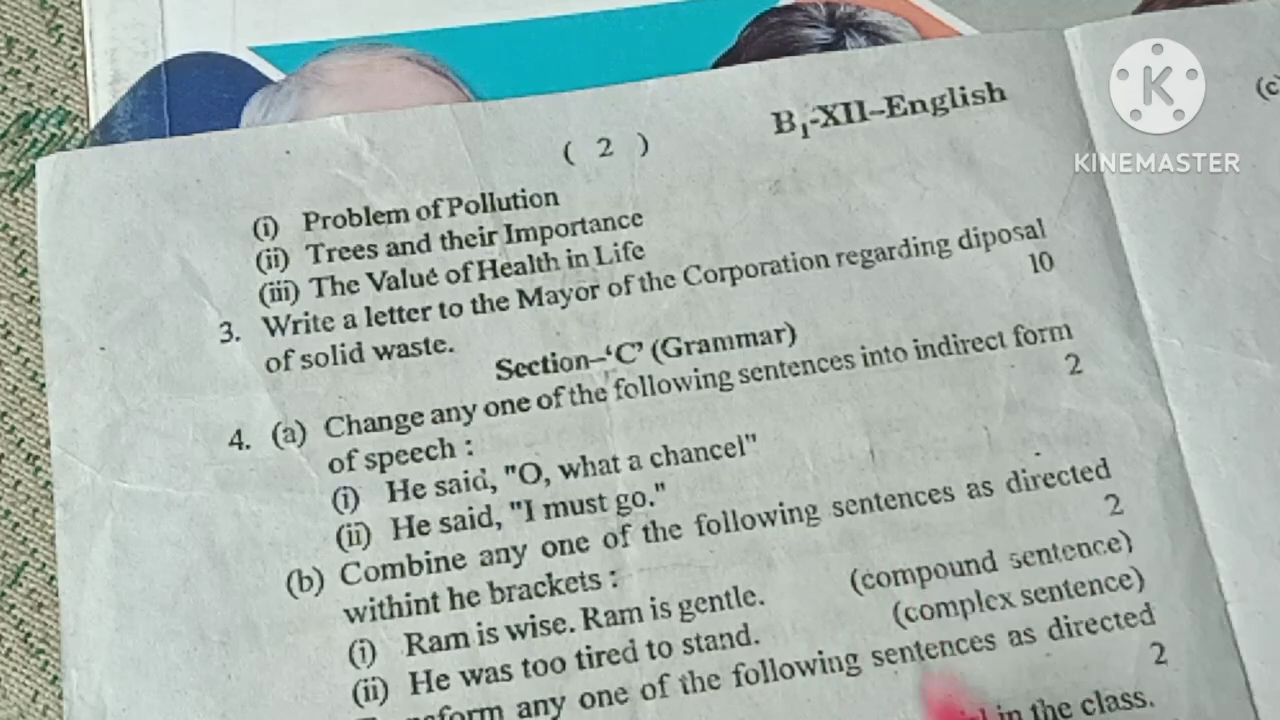 ( 2 ) B1-XII-English
(i) Problem of Pollution
(ii) Trees and their Importance
(iii) The Value of Health in Life
3. Write a letter to the Mayor of the Corporation regarding diposal
of solid waste. 10
Section-'C' (Grammar)
4. (a) Change any one of the following sentences into indirect form
of speech : 2
(i) He said, "O, what a chance!"
(ii) He said, "I must go."
(b) Combine any one of the following sentences as directed
withint he brackets : 2
(i) Ram is wise. Ram is gentle. (compound sentence)
(ii) He was too tired to stand. (complex sentence)
any one of the following sentences as directed
2
in the class.
(c
K
KINEMASTER